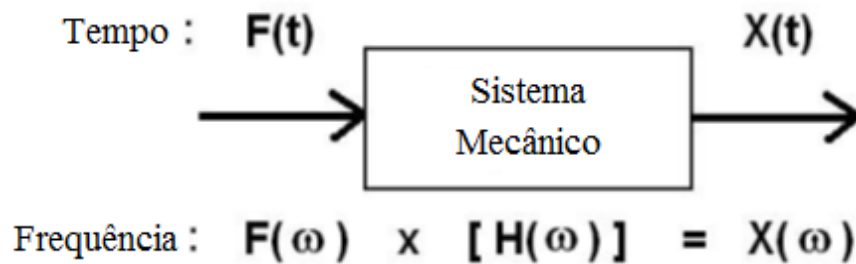 Tempo : F(t) X(t)
Sistema
Mecânico
Frequência : F(ω) x [H(ω)] = X(ω)